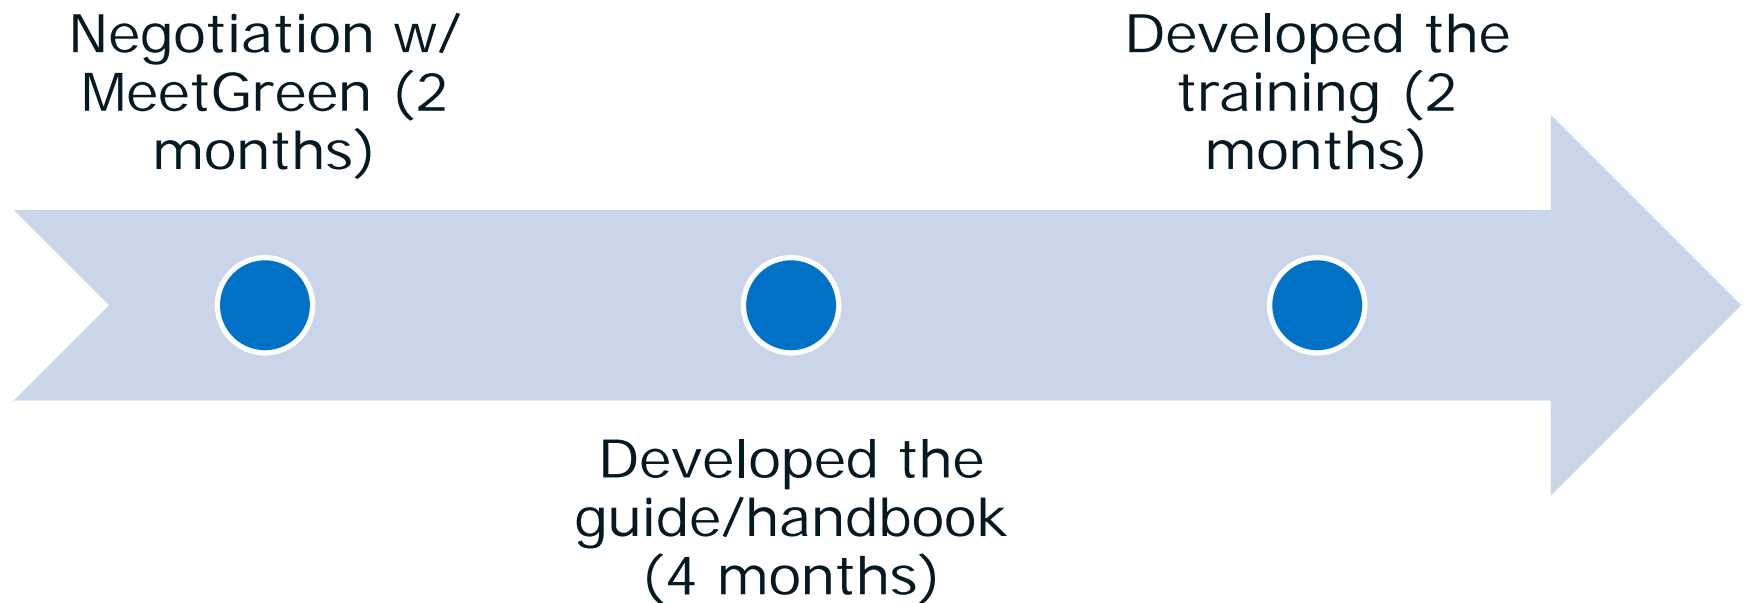 Negotiation w/
MeetGreen (2
months)
Developed the
guide/handbook
(4 months)
Developed the
training (2
months)